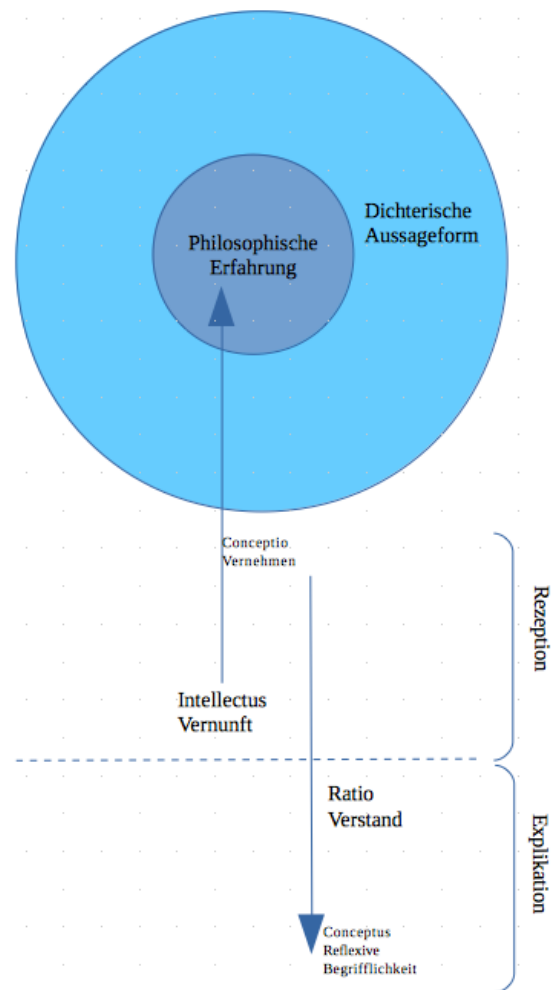 Dichterische
Aussageform
Philosophische
Erfahrung
Conceptio
Vernehmen
Rezeption
Intellectus
Vernunft
Ratio
Verstand
Explikation
Conceptus
Reflexive
Begrifflichkeit